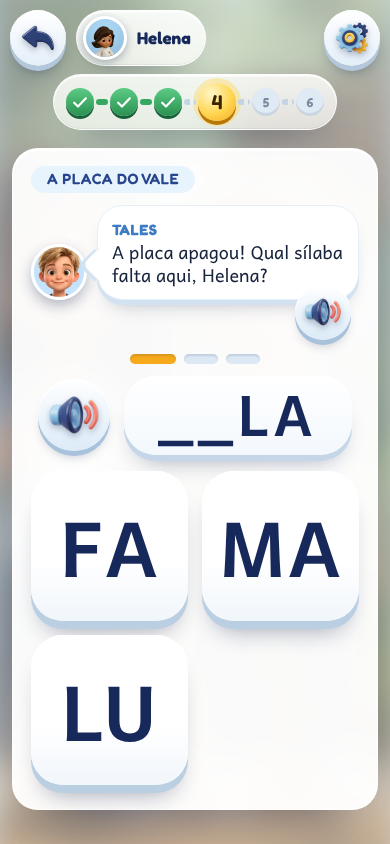 Helena
4 5 6
A PLACA DO VALE
TALES
A placa apagou! Qual sílaba
falta aqui, Helena?
__LA
FA MA
LU